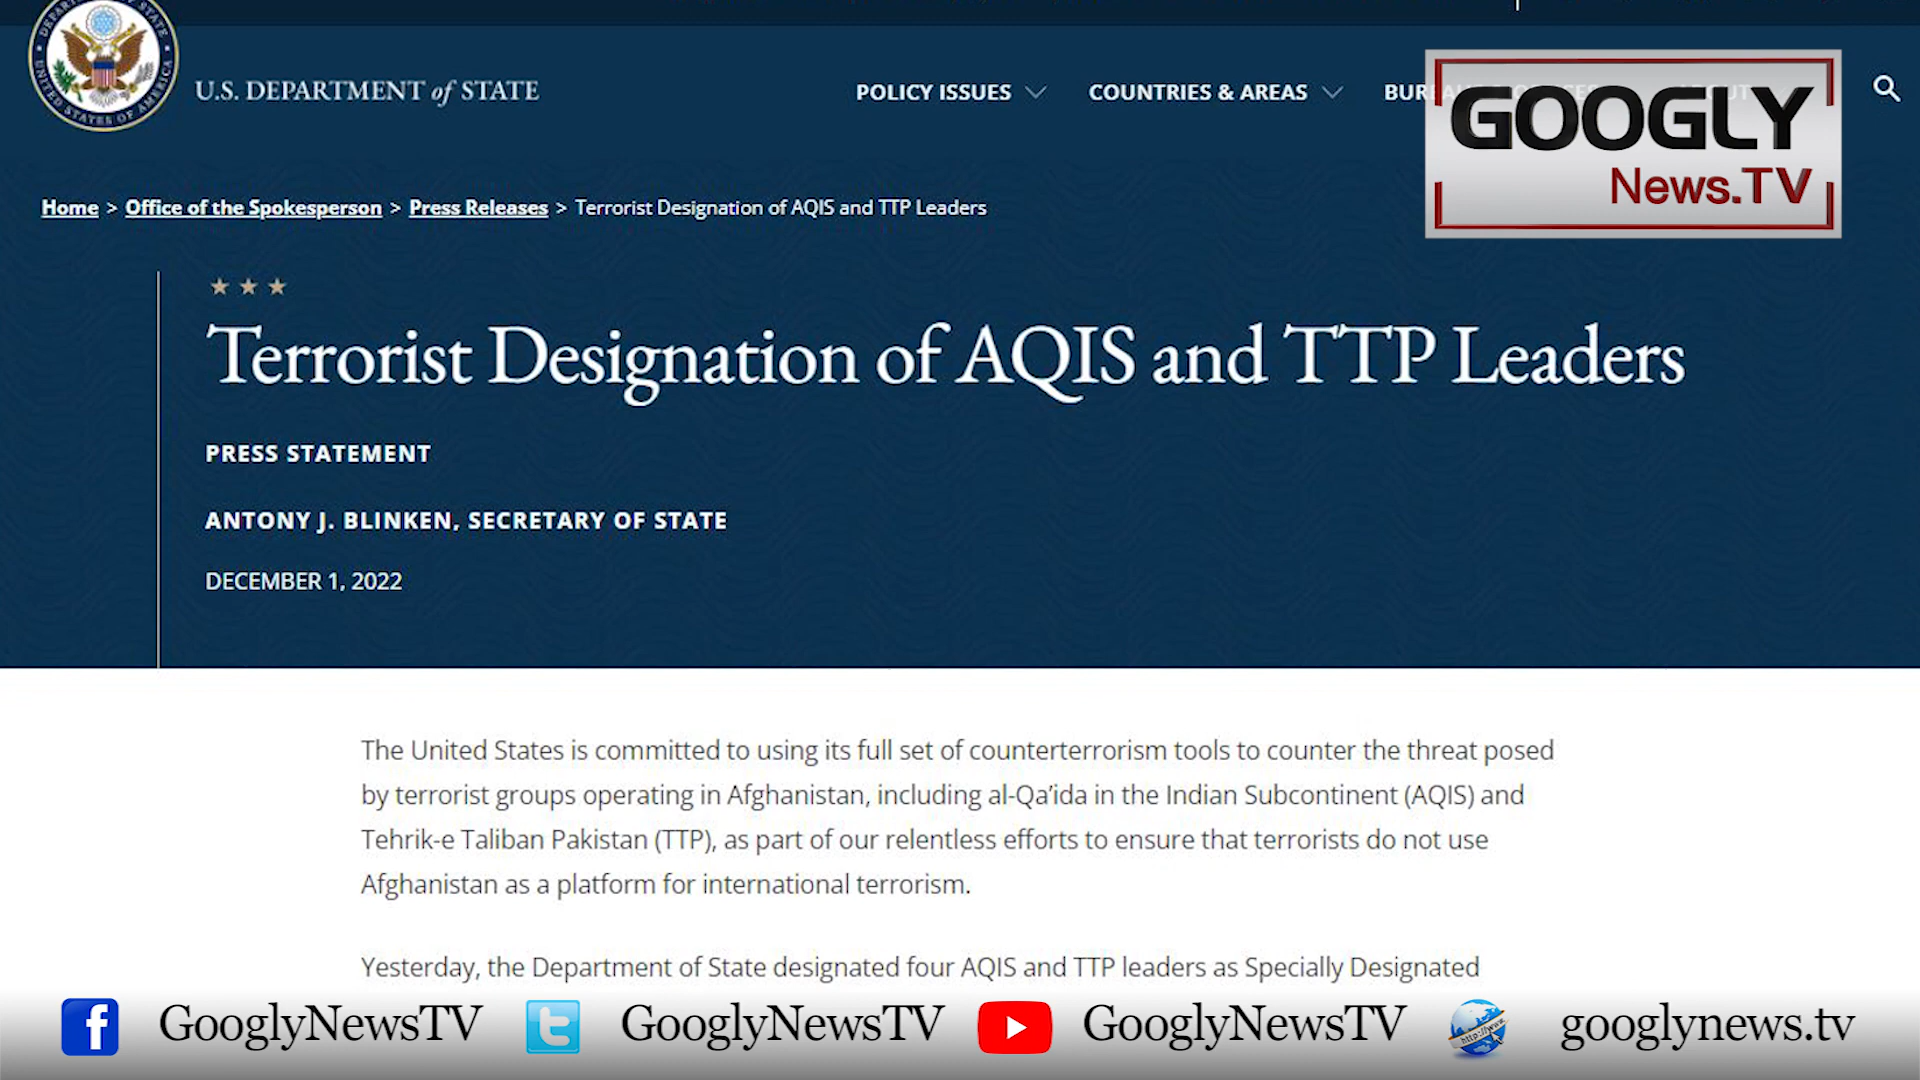 U.S. DEPARTMENT of STATE
POLICY ISSUES
COUNTRIES & AREAS
GOOGLY
News.TV
Home > Office of the Spokesperson > Press Releases > Terrorist Designation of AQIS and TTP Leaders
Terrorist Designation of AQIS and TTP Leaders
PRESS STATEMENT
ANTONY J. BLINKEN, SECRETARY OF STATE
DECEMBER 1, 2022
The United States is committed to using its full set of counterterrorism tools to counter the threat posed
by terrorist groups operating in Afghanistan, including al-Qa’ida in the Indian Subcontinent (AQIS) and
Tehrik-e Taliban Pakistan (TTP), as part of our relentless efforts to ensure that terrorists do not use
Afghanistan as a platform for international terrorism.
Yesterday, the Department of State designated four AQIS and TTP leaders as Specially Designated
GooglyNewsTV GooglyNewsTV GooglyNewsTV googlynews.tv